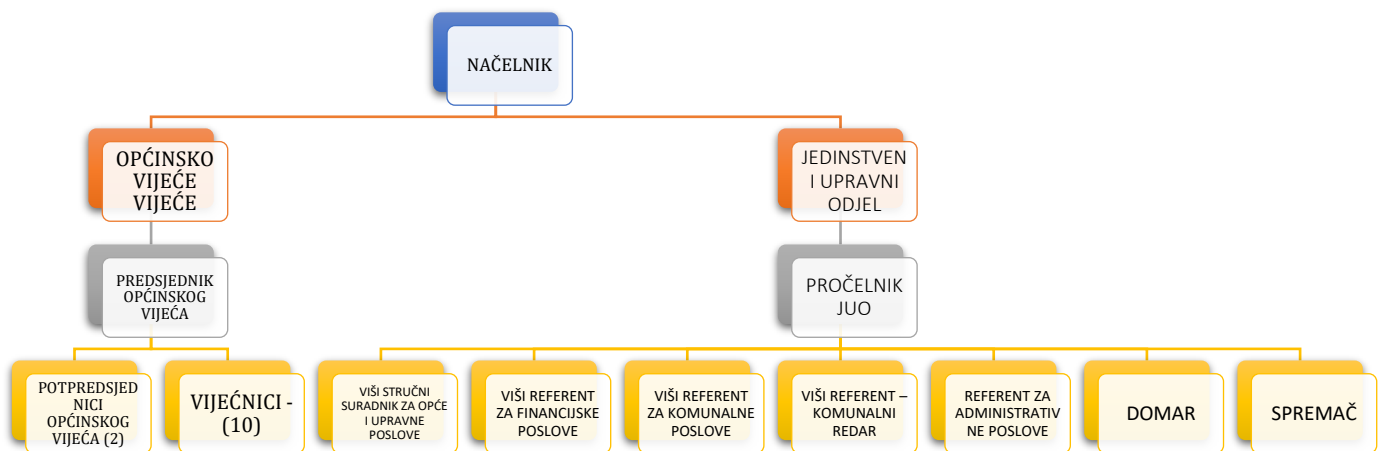 NAČELNIK
OPĆINSKO
VIJEĆE
VIJEĆE
JEDINSTVEN
I UPRAVNI
ODJEL
PREDSJEDNIK
OPĆINSKOG
VIJEĆA
PROČELNIK
JUO
POTPREDSJED
NICI
OPĆINSKOG
VIJEĆA (2)
VIJEĆNICI -
(10)
VIŠI STRUČNI
SURADNIK ZA OPĆE
I UPRAVNE
POSLOVE
VIŠI REFERENT
ZA FINANCIJSKE
POSLOVE
VIŠI REFERENT
ZA KOMUNALNE
POSLOVE
VIŠI REFERENT –
KOMUNALNI
REDAR
REFERENT ZA
ADMINISTRATIV
NE POSLOVE
DOMAR
SPREMAČ